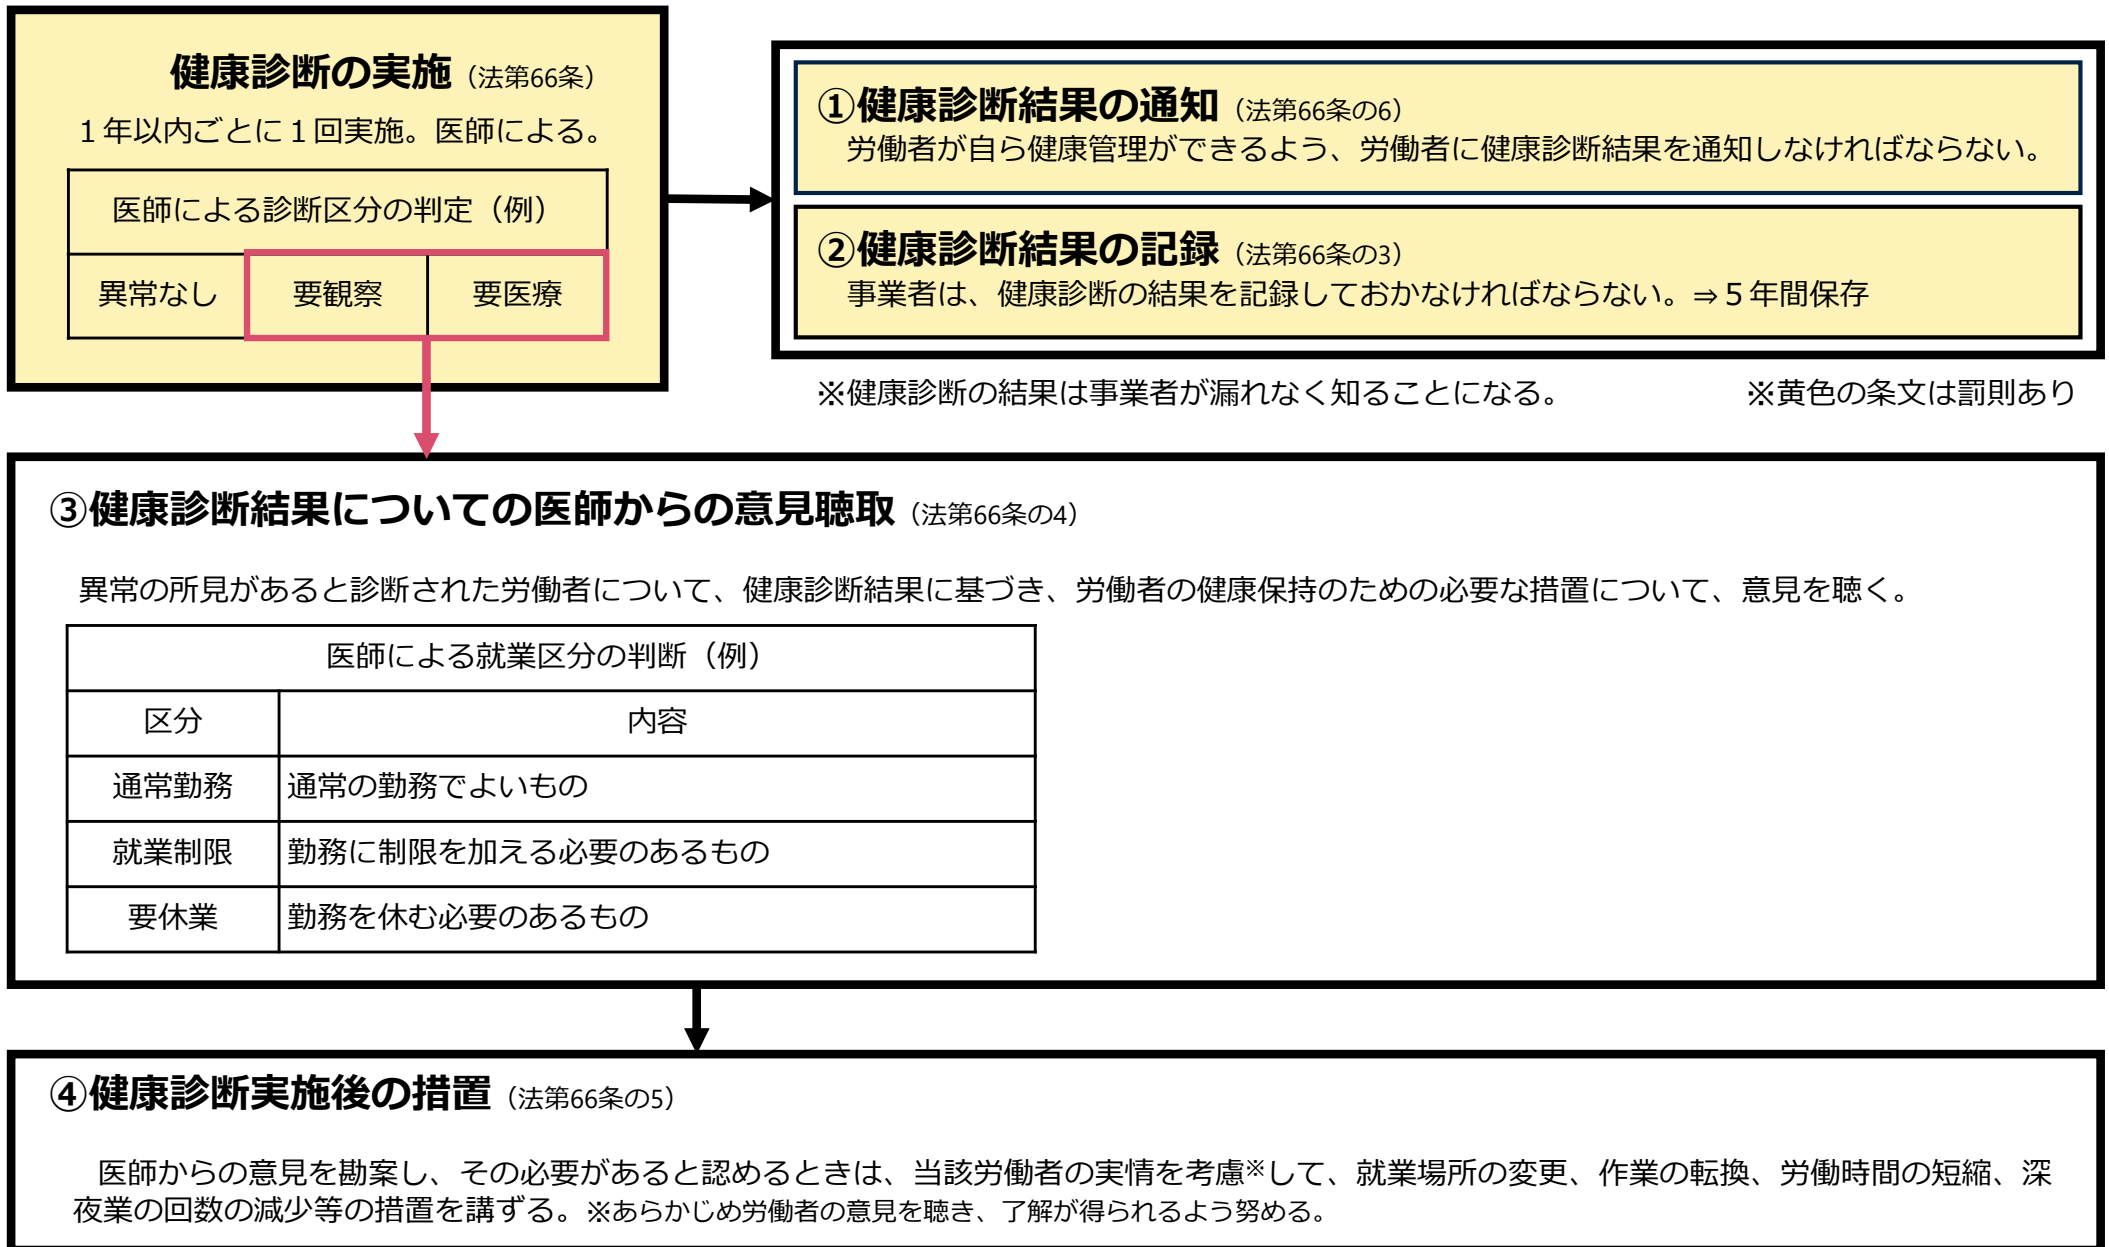 健康診断の実施（法第66条）
１年以内ごとに１回実施。医師による。
医師による診断区分の判定（例）
異常なし 要観察 要医療
①健康診断結果の通知（法第66条の6）
労働者が自ら健康管理ができるよう、労働者に健康診断結果を通知しなければならない。
②健康診断結果の記録（法第66条の3）
事業者は、健康診断の結果を記録しておかなければならない。⇒５年間保存
※健康診断の結果は事業者が漏れなく知ることになる。 ※黄色の条文は罰則あり
③健康診断結果についての医師からの意見聴取（法第66条の4）
異常の所見があると診断された労働者について、健康診断結果に基づき、労働者の健康保持のための必要な措置について、意見を聴く。
医師による就業区分の判断（例）
区分 内容
通常勤務 通常の勤務でよいもの
就業制限 勤務に制限を加える必要のあるもの
要休業 勤務を休む必要のあるもの
④健康診断実施後の措置（法第66条の5）
医師からの意見を勘案し、その必要があると認めるときは、当該労働者の実情を考慮※して、就業場所の変更、作業の転換、労働時間の短縮、深
夜業の回数の減少等の措置を講ずる。※あらかじめ労働者の意見を聴き、了解が得られるよう努める。